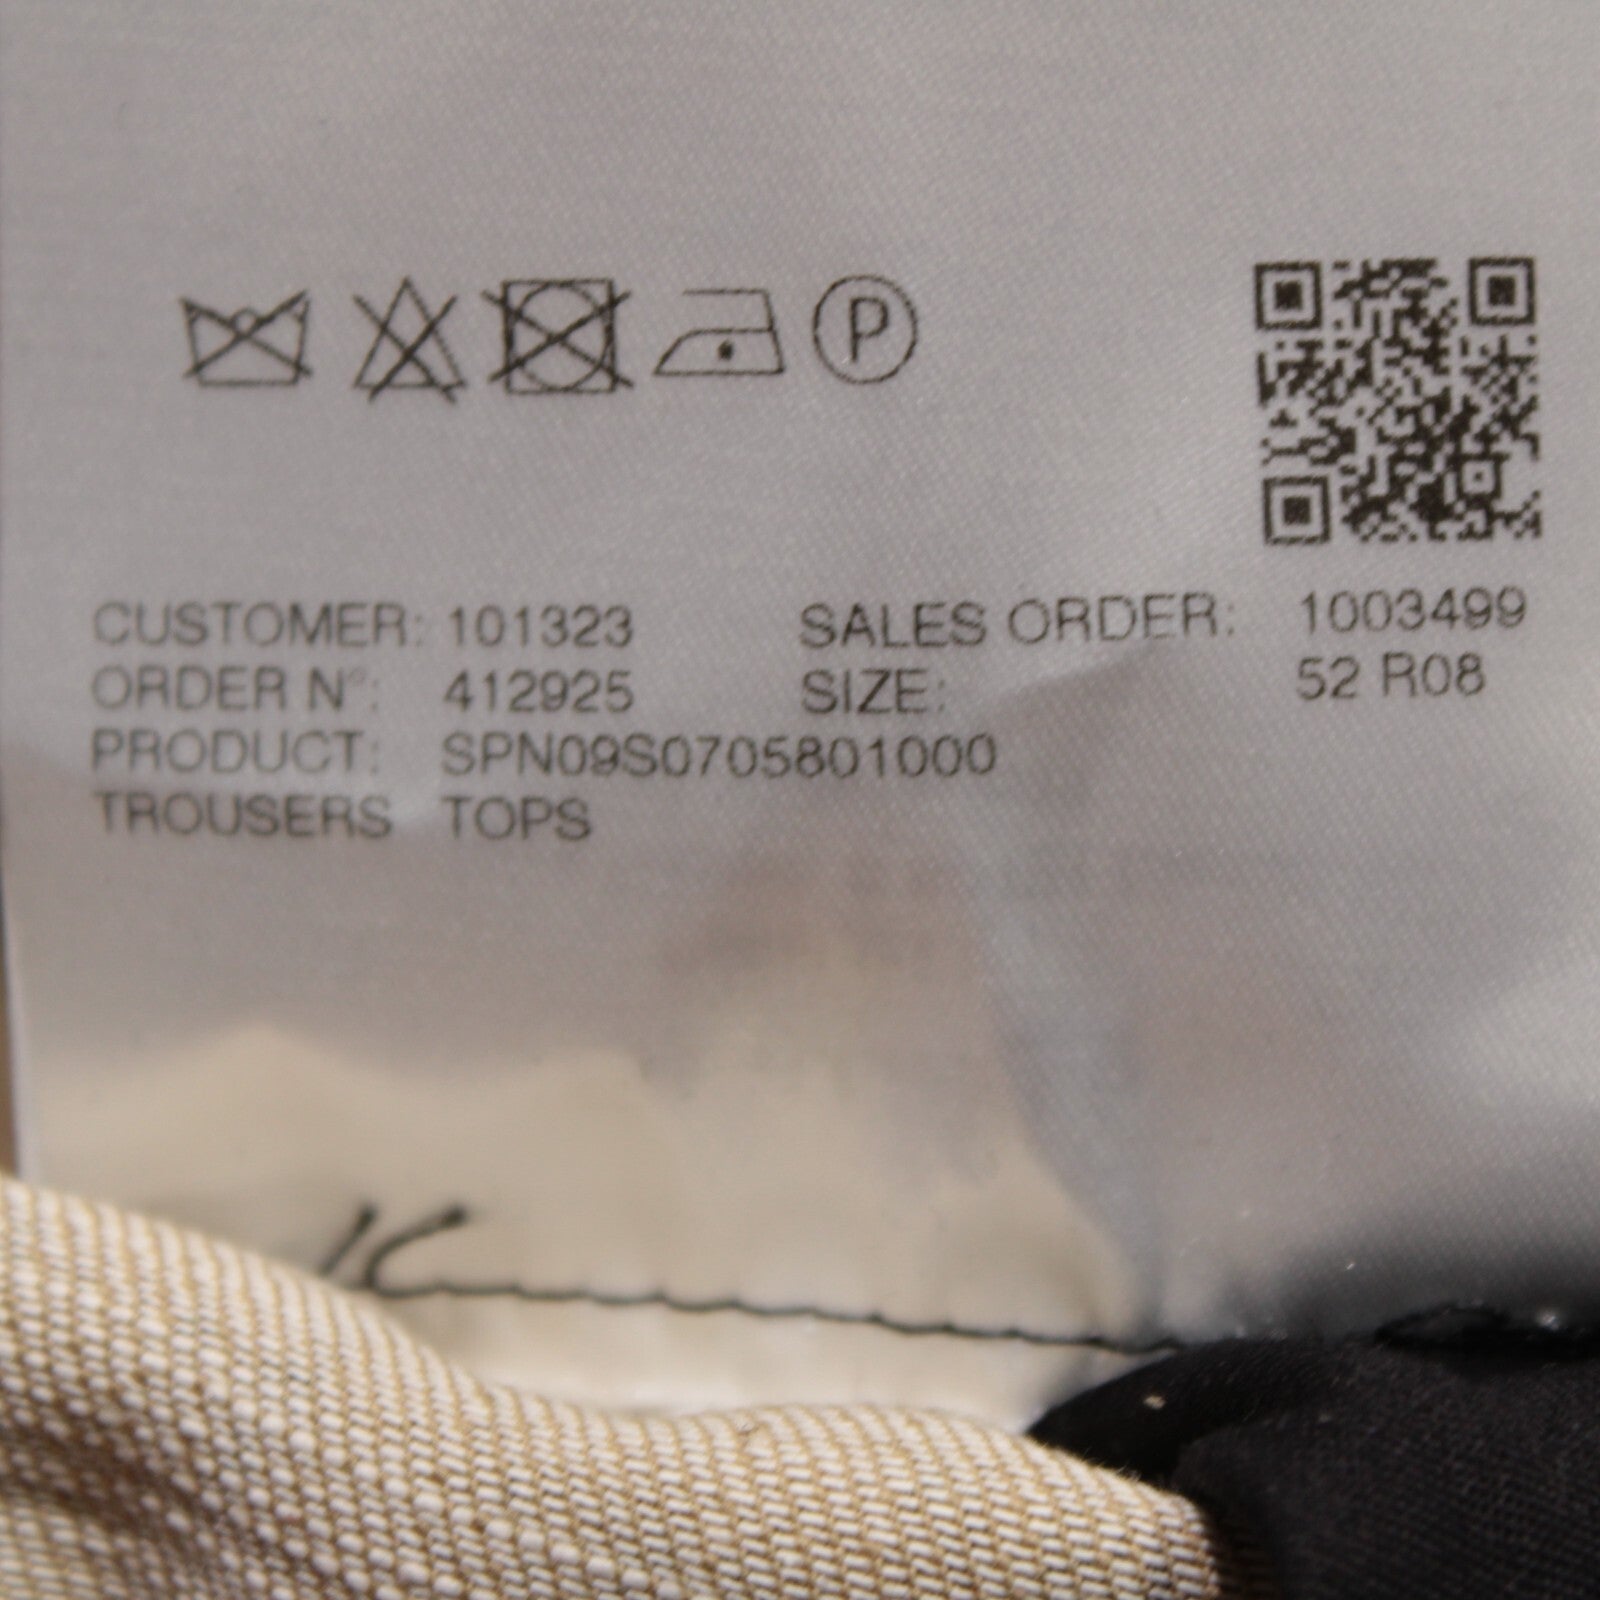 P
CUSTOMER: 101323 SALES ORDER: 1003499
ORDER N°: 412925 SIZE: 52 R08
PRODUCT: SPN09S0705801000
TROUSERS TOPS